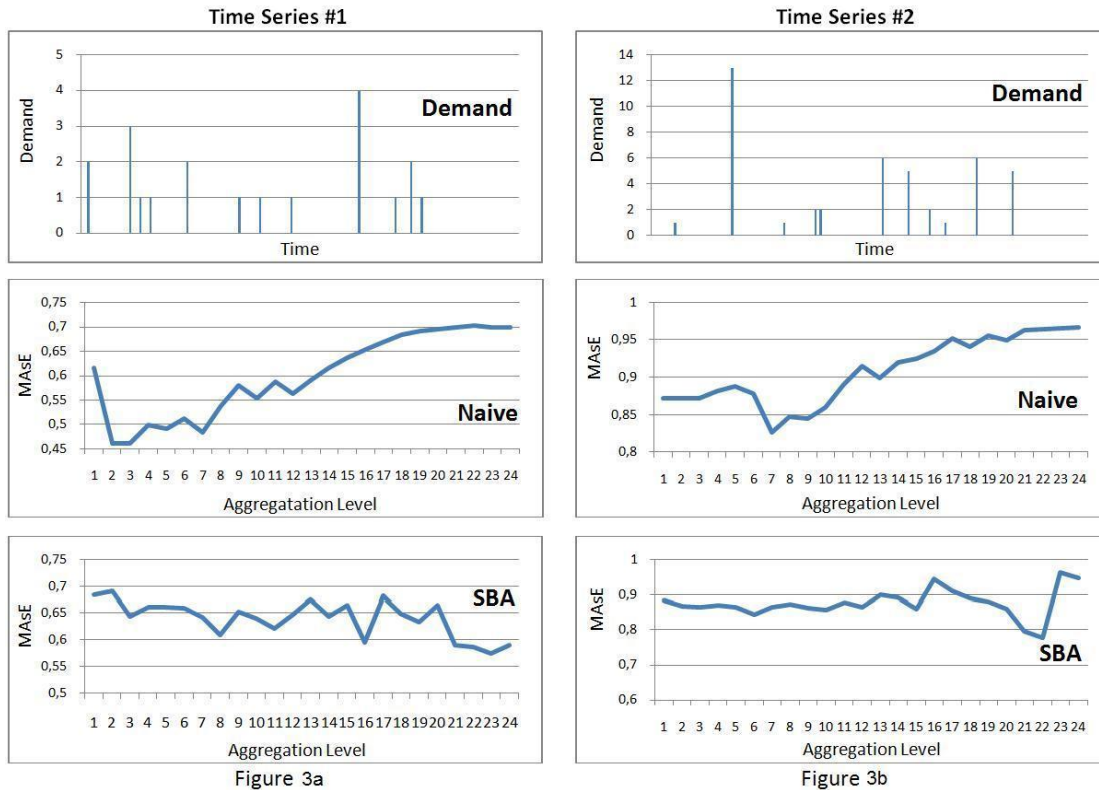 Time Series #1
5
4
3
2
1
0
Demand
Demand
Time
0,75
0,7
0,65
0,6
0,55
0,5
0,45
MAsE
Naive
1 2 3 4 5 6 7 8 9 10 11 12 13 14 15 16 17 18 19 20 21 22 23 24
Aggregatation Level
0,75
0,7
0,65
0,6
0,55
0,5
MAsE
SBA
1 2 3 4 5 6 7 8 9 10 11 12 13 14 15 16 17 18 19 20 21 22 23 24
Aggregation Level
Figure 3a
Time Series #2
14
12
10
8
6
4
2
0
Demand
Demand
Time
1
0,95
0,9
0,85
0,8
MAsE
Naive
1 2 3 4 5 6 7 8 9 10 11 12 13 14 15 16 17 18 19 20 21 22 23 24
Aggregation Level
1
0,9
0,8
0,7
0,6
MAsE
SBA
1 2 3 4 5 6 7 8 9 10 11 12 13 14 15 16 17 18 19 20 21 22 23 24
Aggregation Level
Figure 3b